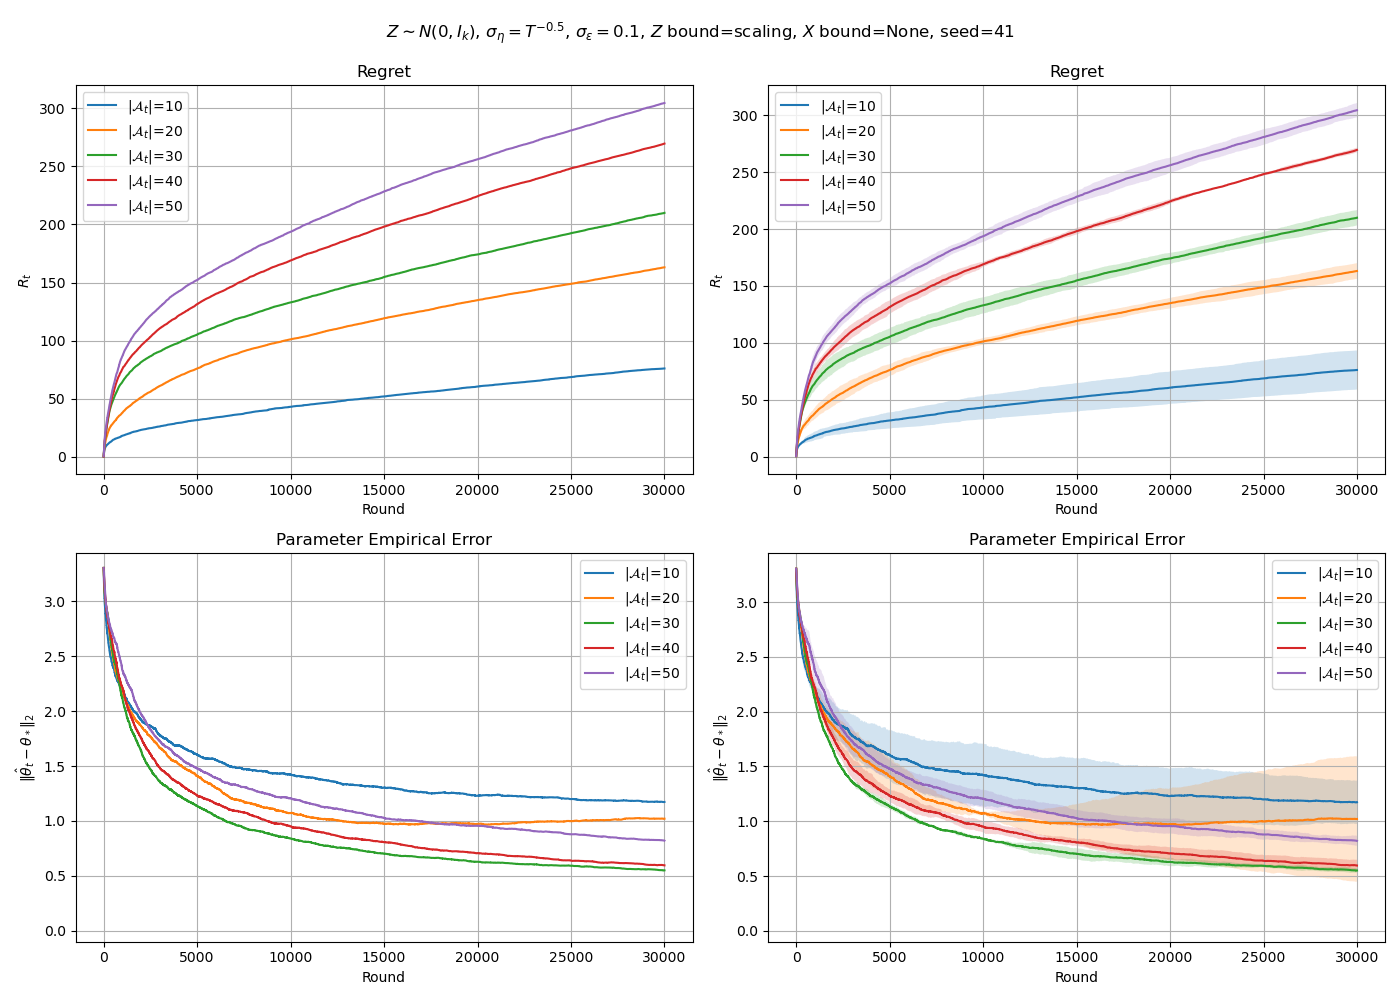 Z ∼ N(0, I_k), σ_η = T^{−0.5}, σ_ε = 0.1, Z bound=scaling, X bound=None, seed=41
Regret
|𝒜_t|=10
|𝒜_t|=20
|𝒜_t|=30
|𝒜_t|=40
|𝒜_t|=50
300
250
200
150
100
50
0
R_t
0 5000 10000 15000 20000 25000 30000
Round
Regret
|𝒜_t|=10
|𝒜_t|=20
|𝒜_t|=30
|𝒜_t|=40
|𝒜_t|=50
300
250
200
150
100
50
0
R_t
0 5000 10000 15000 20000 25000 30000
Round
Parameter Empirical Error
|𝒜_t|=10
|𝒜_t|=20
|𝒜_t|=30
|𝒜_t|=40
|𝒜_t|=50
3.0
2.5
2.0
1.5
1.0
0.5
0.0
‖θ̂_t − θ_*‖_2
0 5000 10000 15000 20000 25000 30000
Round
Parameter Empirical Error
|𝒜_t|=10
|𝒜_t|=20
|𝒜_t|=30
|𝒜_t|=40
|𝒜_t|=50
3.0
2.5
2.0
1.5
1.0
0.5
0.0
‖θ̂_t − θ_*‖_2
0 5000 10000 15000 20000 25000 30000
Round